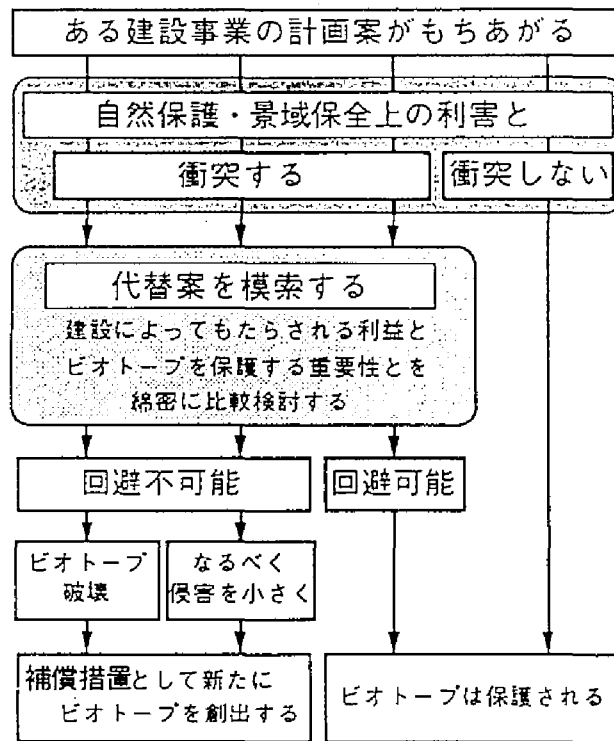 ある建設事業の計画案がもちあがる
自然保護・景域保全上の利害と
衝突する
衝突しない
代替案を模索する
建設によってもたらされる利益と
ビオトープを保護する重要性とを
綿密に比較検討する
回避不可能
回避可能
ビオトープ
破壊
なるべく
侵害を小さく
補償措置として新たに
ビオトープを創出する
ビオトープは保護される